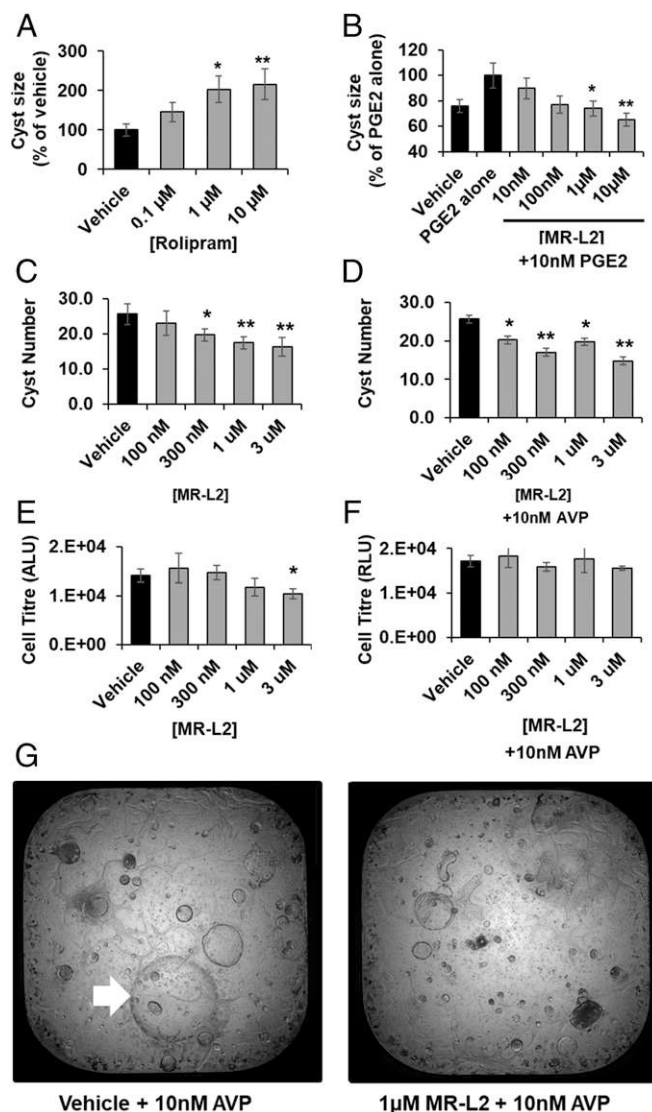 A
Cyst size
(% of vehicle)
300
200
100
0
*
**
Vehicle
0.1 µM
1 µM
10 µM
[Rolipram]
B
Cyst size
(% of PGE2 alone)
120
100
80
60
40
*
**
Vehicle
PGE2 alone
10nM
100nM
1µM
10µM
[MR-L2]
+10nM PGE2
C
Cyst Number
30.0
20.0
10.0
0.0
*
**
**
Vehicle
100 nM
300 nM
1 uM
3 uM
[MR-L2]
D
Cyst Number
30.0
20.0
10.0
0.0
*
**
*
**
Vehicle
100 nM
300 nM
1 uM
3 uM
[MR-L2]
+10nM AVP
E
Cell Titre (ALU)
2.E+04
1.E+04
0.E+00
*
Vehicle
100 nM
300 nM
1 uM
3 uM
[MR-L2]
F
Cell Titre (RLU)
2.E+04
1.E+04
0.E+00
Vehicle
100 nM
300 nM
1 uM
3 uM
[MR-L2]
+10nM AVP
G
Vehicle + 10nM AVP
1µM MR-L2 + 10nM AVP